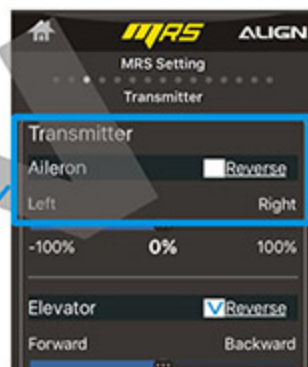 MRS ALIGN
MRS Setting
Transmitter
Transmitter
Aileron Reverse
Left Right
-100% 0% 100%
Elevator Reverse
Forward Backward